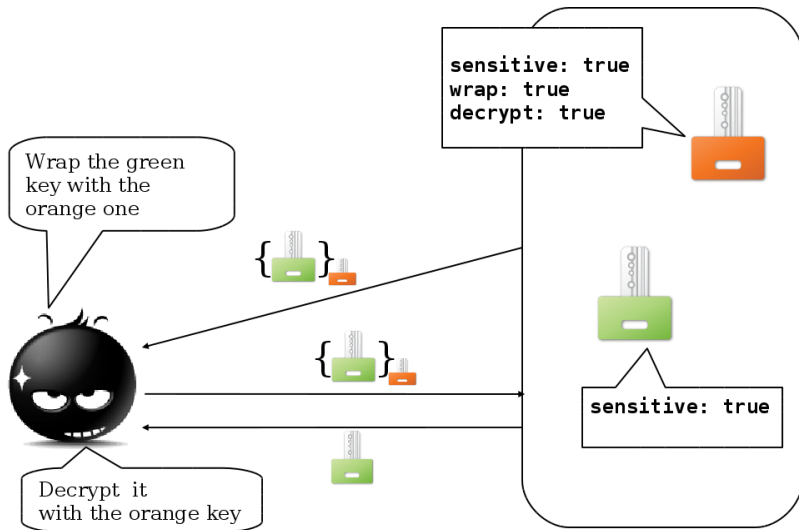 sensitive: true
wrap: true
decrypt: true
Wrap the green
key with the
orange one
{ }
{ }
sensitive: true
Decrypt it
with the orange key